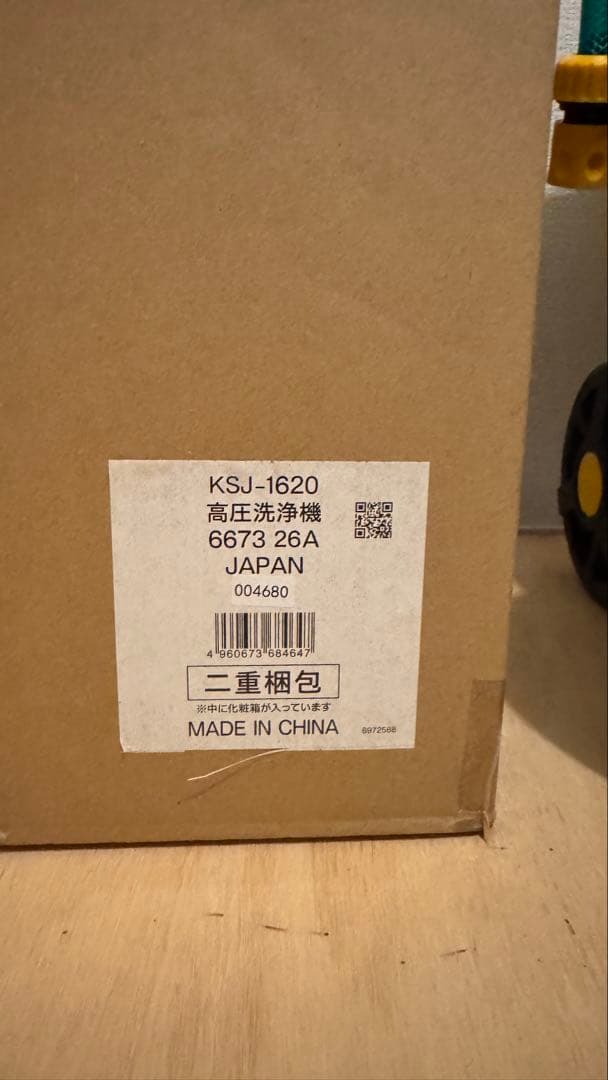 KSJ-1620
高圧洗浄機
6673 26A
JAPAN
004680
4 960673 684647
二重梱包
※中に化粧箱が入っています
MADE IN CHINA
6972568